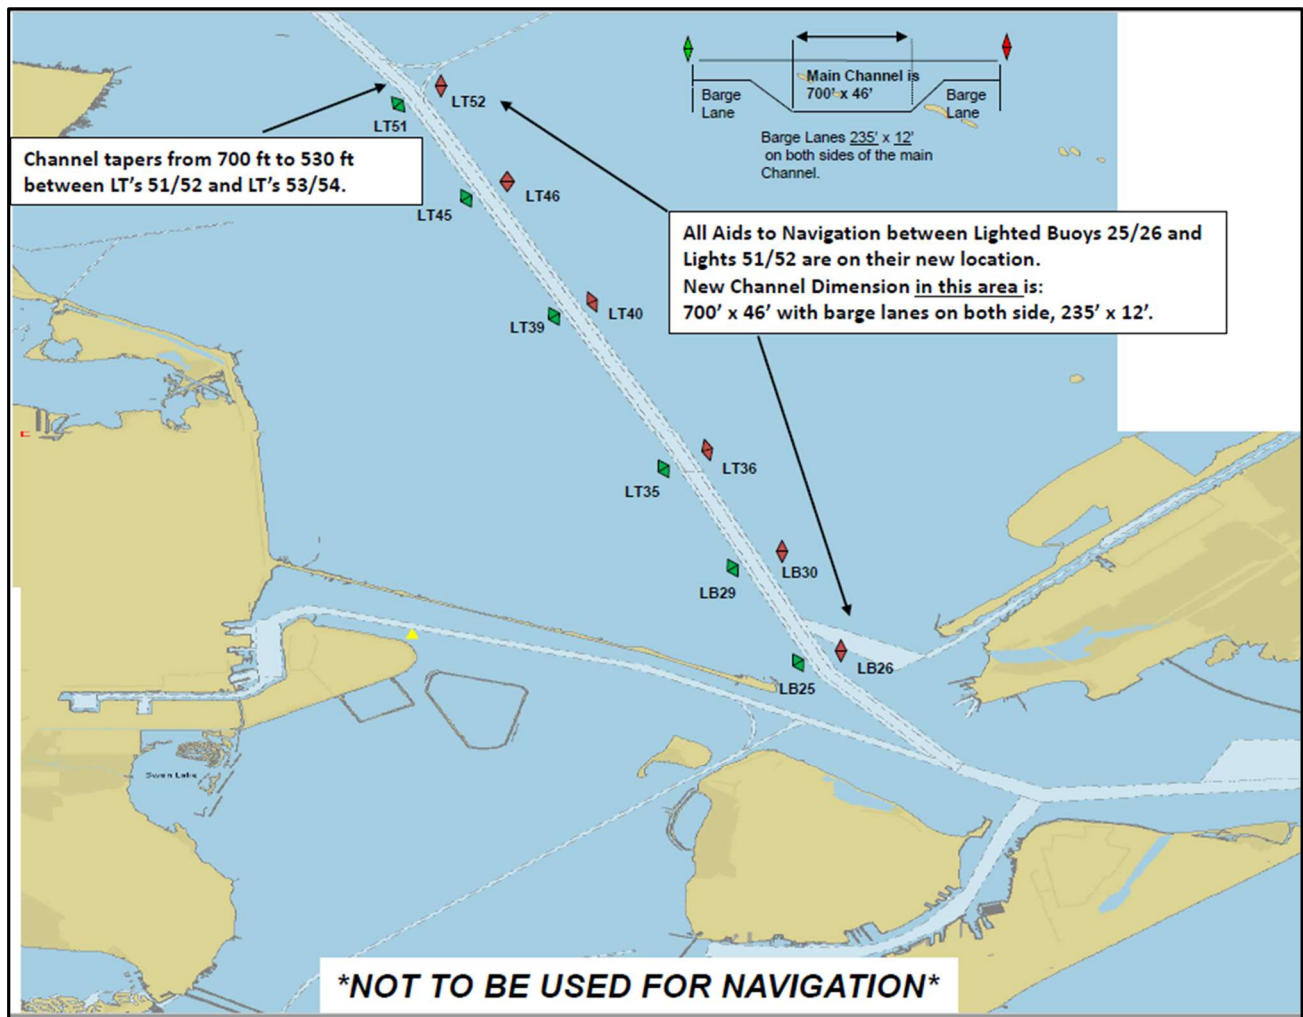 Main Channel is
700' x 46'
Barge
Lane
Barge
Lane
Barge Lanes 235' x 12'
on both sides of the main
Channel.
LT52
LT51
Channel tapers from 700 ft to 530 ft
between LT's 51/52 and LT's 53/54.
LT46
LT45
All Aids to Navigation between Lighted Buoys 25/26 and
Lights 51/52 are on their new location.
New Channel Dimension in this area is:
700' x 46' with barge lanes on both side, 235' x 12'.
LT40
LT39
E
LT36
LT35
LB30
LB29
LB26
LB25
Swan Lake
*NOT TO BE USED FOR NAVIGATION*